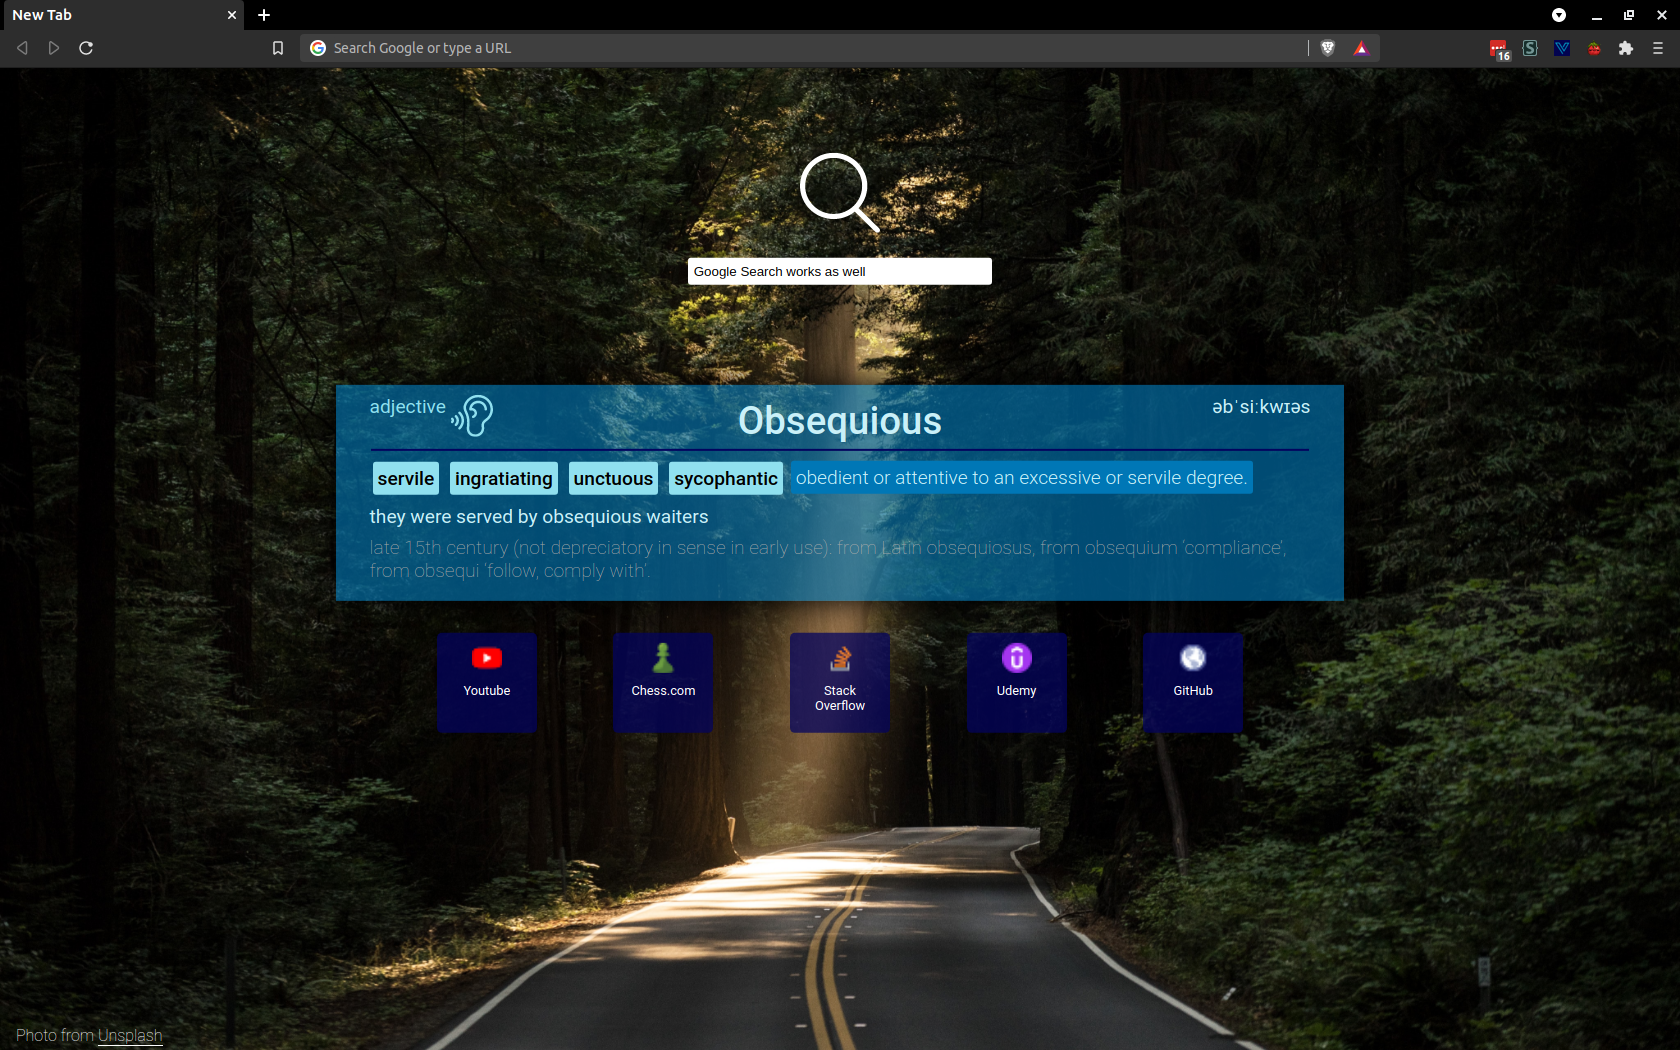 New Tab
Search Google or type a URL
16
Google Search works as well
adjective
Obsequious
əbˈsiːkwɪəs
servile ingratiating unctuous sycophantic obedient or attentive to an excessive or servile degree.
they were served by obsequious waiters
late 15th century (not depreciatory in sense in early use): from Latin obsequiosus, from obsequium ‘compliance’,
from obsequi ‘follow, comply with’.
Youtube
Chess.com
Stack
Overflow
Udemy
GitHub
Photo from Unsplash